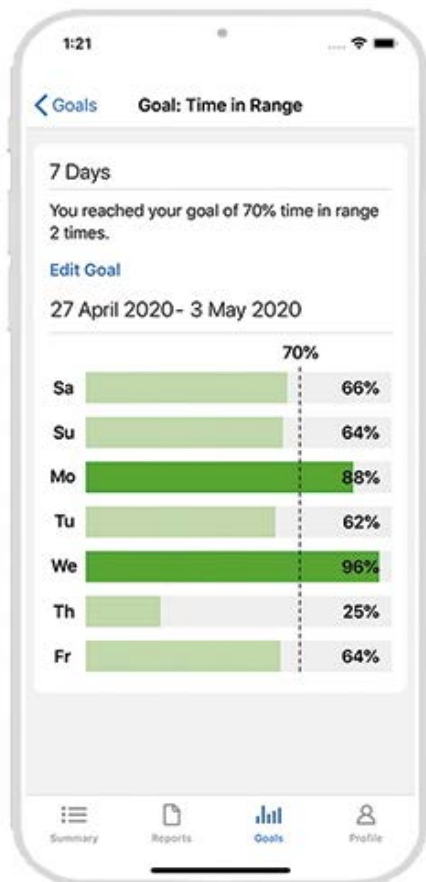 1:21
Goals
Goal: Time in Range
7 Days
You reached your goal of 70% time in range
2 times.
Edit Goal
27 April 2020- 3 May 2020
70%
Sa 66%
Su 64%
Mo 88%
Tu 62%
We 96%
Th 25%
Fr 64%
Summary Reports Goals Profile